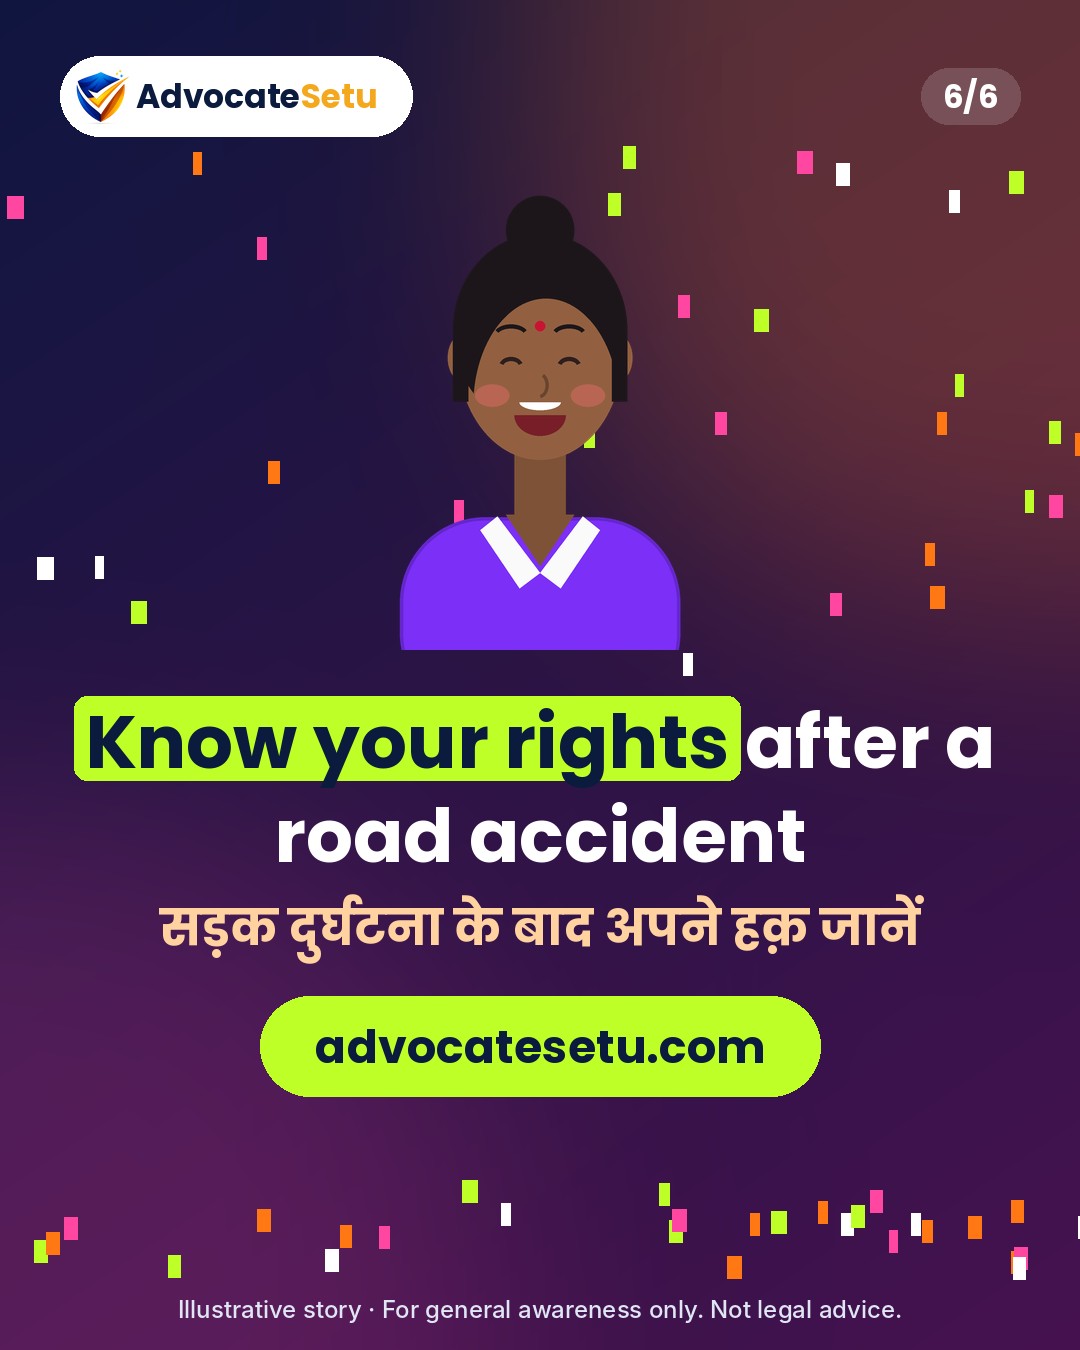 AdvocateSetu
6/6
Know your rights after a
road accident
सड़क दुर्घटना के बाद अपने हक़ जानें
advocatesetu.com
Illustrative story · For general awareness only. Not legal advice.